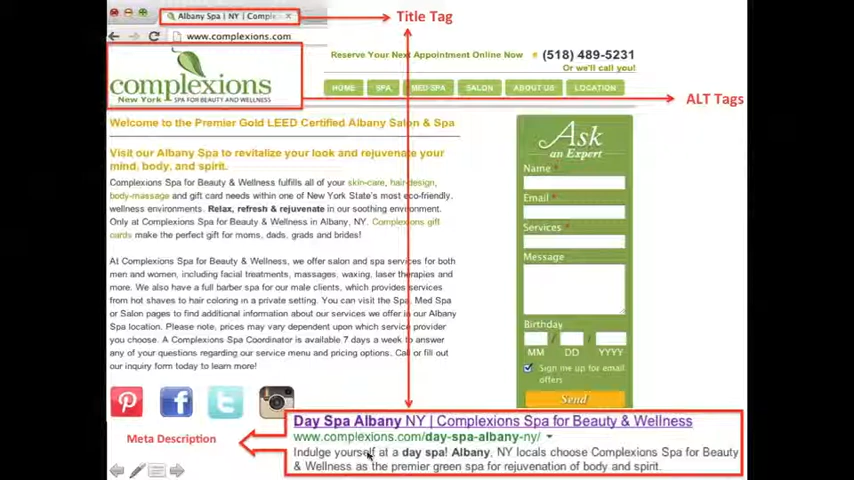 Albany Spa | NY | Comple
Title Tag
www.complexions.com
Reserve Your Next Appointment Online Now
(518) 489-5231
Or we'll call you!
complexions
New York SPA FOR BEAUTY AND WELLNESS
HOME
SPA
MED-SPA
SALON
ABOUT US
LOCATION
ALT Tags
Welcome to the Premier Gold LEED Certified Albany Salon & Spa
Visit our Albany Spa to revitalize your look and rejuvenate your
mind, body, and spirit.
Complexions Spa for Beauty & Wellness fulfills all of your skin-care, hair-design,
body-massage and gift card needs within one of New York State's most eco-friendly,
wellness environments. Relax, refresh & rejuvenate in our soothing environment.
Only at Complexions Spa for Beauty & Wellness in Albany, NY. Complexions gift
cards make the perfect gift for moms, dads, grads and brides!
At Complexions Spa for Beauty & Wellness, we offer salon and spa services for both
men and women, including facial treatments, massages, waxing, laser therapies and
more. We also have a full barber spa for our male clients, which provides services
from hot shaves to hair coloring in a private setting. You can visit the Spa, Med Spa
or Salon pages to find additional information about our services we offer in our Albany
Spa location. Please note, prices may vary dependent upon which service provider
you choose. A Complexions Spa Coordinator is available 7 days a week to answer
any of your questions regarding our service menu and pricing options. Call or fill out
our inquiry form today to learn more!
Ask
an Expert
Name *
Email *
Services *
Message
Birthday
/ /
MM DD YYYY
Sign me up for email
offers
Send
Meta Description
Day Spa Albany NY | Complexions Spa for Beauty & Wellness
www.complexions.com/day-spa-albany-ny/
Indulge yourself at a day spa! Albany, NY locals choose Complexions Spa for Beauty
& Wellness as the premier green spa for rejuvenation of body and spirit.